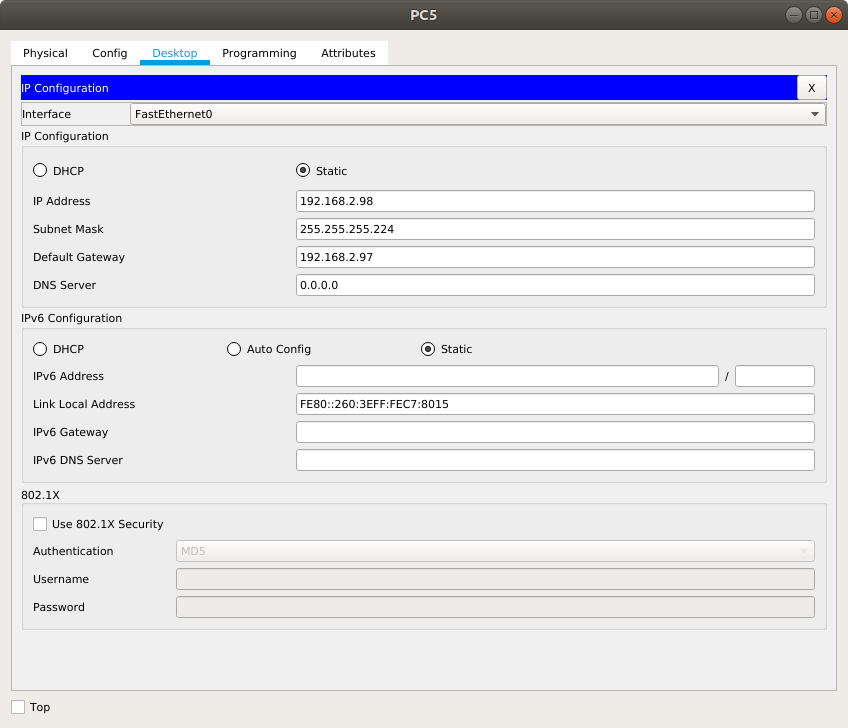 PC5
Physical Config Desktop Programming Attributes
IP Configuration X
Interface FastEthernet0
IP Configuration
DHCP Static
IP Address 192.168.2.98
Subnet Mask 255.255.255.224
Default Gateway 192.168.2.97
DNS Server 0.0.0.0
IPv6 Configuration
DHCP Auto Config Static
IPv6 Address /
Link Local Address FE80::260:3EFF:FEC7:8015
IPv6 Gateway
IPv6 DNS Server
802.1X
Use 802.1X Security
Authentication MD5
Username
Password
Top